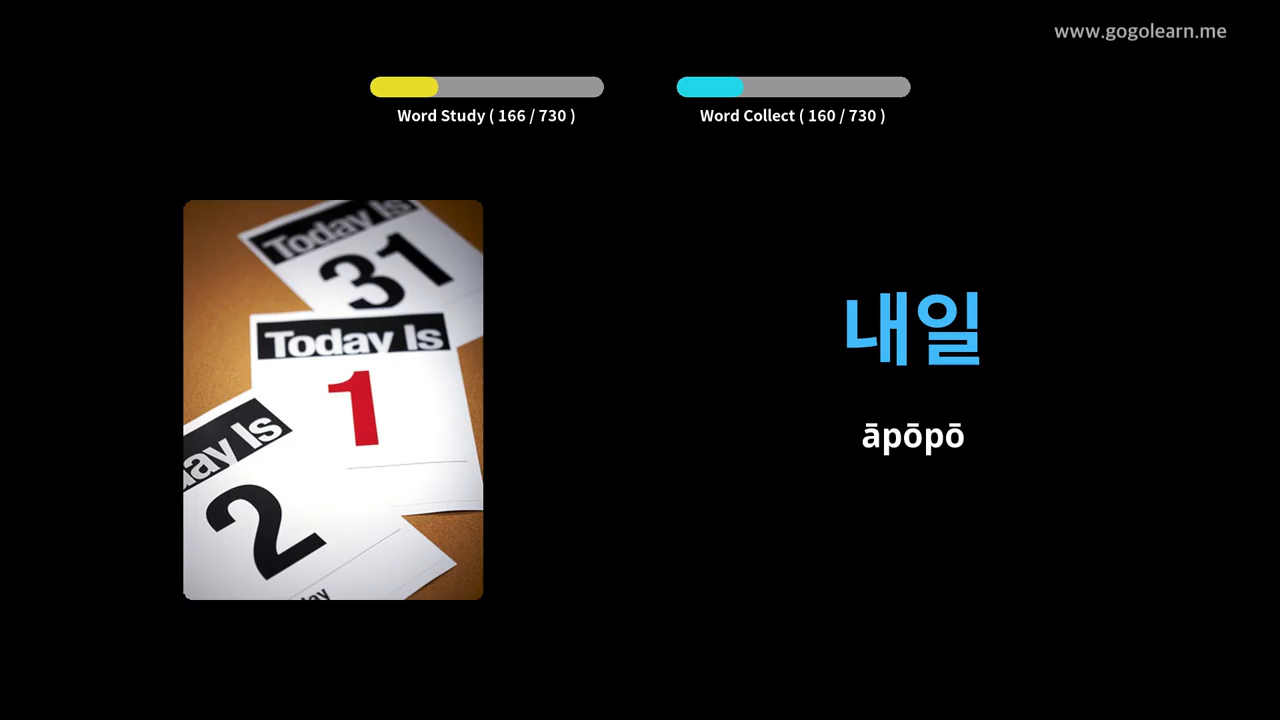 www.gogolearn.me
Word Study ( 166 / 730 )
Word Collect ( 160 / 730 )
Today Is
31
Today Is
1
ay Is
2
내일
āpōpō